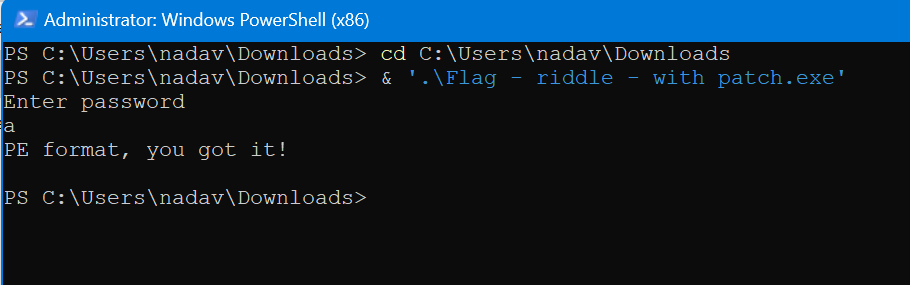 Administrator: Windows PowerShell (x86)
PS C:\Users\nadav\Downloads> cd C:\Users\nadav\Downloads
PS C:\Users\nadav\Downloads> & '.\Flag - riddle - with patch.exe'
Enter password
a
PE format, you got it!
PS C:\Users\nadav\Downloads>